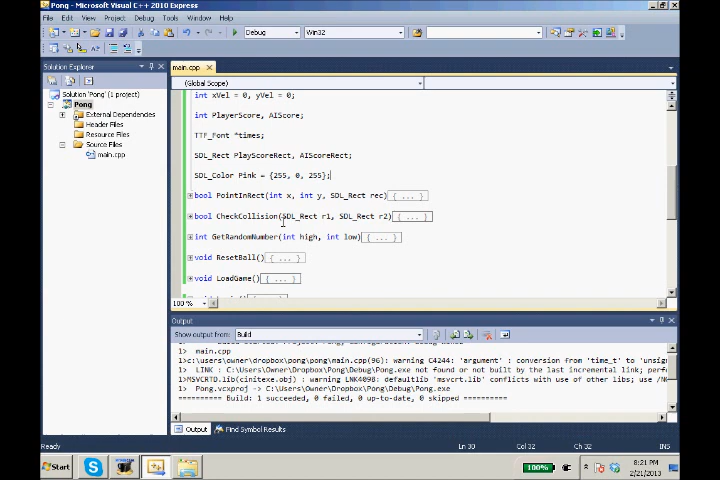 Pong - Microsoft Visual C++ 2010 Express
File Edit View Project Debug Tools Window Help
Debug Win32
Solution Explorer
main.cpp
(Global Scope)
Solution 'Pong' (1 project)
Pong
External Dependencies
Header Files
Resource Files
Source Files
main.cpp
int xVel = 0, yVel = 0;
int PlayerScore, AIScore;
TTF_Font *times;
SDL_Rect PlayScoreRect, AIScoreRect;
SDL_Color Pink = {255, 0, 255};
bool PointInRect(int x, int y, SDL_Rect rec){ ... }
bool CheckCollision(SDL_Rect r1, SDL_Rect r2){ ... }
int GetRandomNumber(int high, int low){ ... }
void ResetBall(){ ... }
void LoadGame(){ ... }
100 %
Output
Show output from: Build
1> main.cpp
1>c:\users\owner\dropbox\pong\pong\main.cpp(96): warning C4244: 'argument' : conversion from 'time_t' to 'unsig
1> LINK : C:\Users\Owner\Dropbox\Pong\Debug\Pong.exe not found or not built by the last incremental link; perfor
1>MSVCRTD.lib(cinitexe.obj) : warning LNK4098: defaultlib 'msvcrt.lib' conflicts with use of other libs; use /NO
1> Pong.vcxproj -> C:\Users\Owner\Dropbox\Pong\Debug\Pong.exe
========== Build: 1 succeeded, 0 failed, 0 up-to-date, 0 skipped ==========
Output Find Symbol Results
Ready Ln 30 Col 32 Ch 32 INS
Start 100% 8:21 PM
2/21/2013